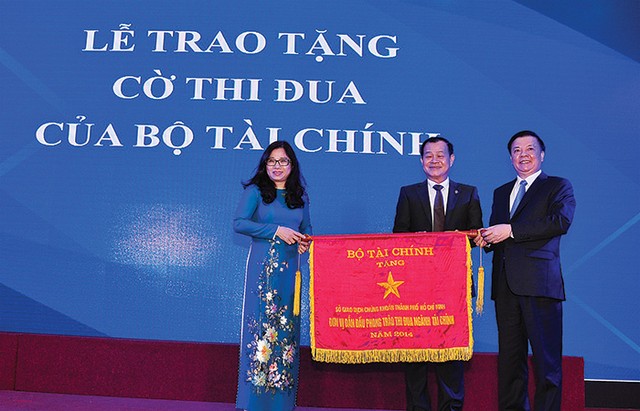 LỄ TRAO TẶNG
CỜ THI ĐUA
CỦA BỘ TÀI CHÍNH
BỘ TÀI CHÍNH
TẶNG
SỞ GIAO DỊCH CHỨNG KHOÁN THÀNH PHỐ HỒ CHÍ MINH
ĐƠN VỊ DẪN ĐẦU PHONG TRÀO THI ĐUA NGÀNH TÀI CHÍNH
NĂM 2014